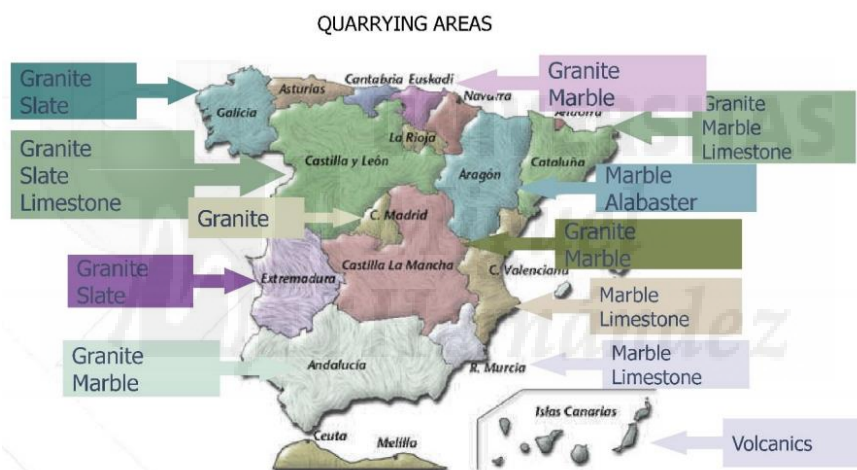 QUARRYING AREAS
Granite
Slate
Granite
Slate
Limestone
Granite
Granite
Slate
Granite
Marble
Granite
Marble
Granite
Marble
Limestone
Marble
Alabaster
Granite
Marble
Marble
Limestone
Marble
Limestone
Volcanics
Galicia
Asturias
Cantabria
Euskadi
Navarra
La Rioja
Castilla y León
Aragón
Cataluña
C. Madrid
Extremadura
Castilla La Mancha
C. Valenciana
Andalucía
R. Murcia
Ceuta
Melilla
Islas Canarias